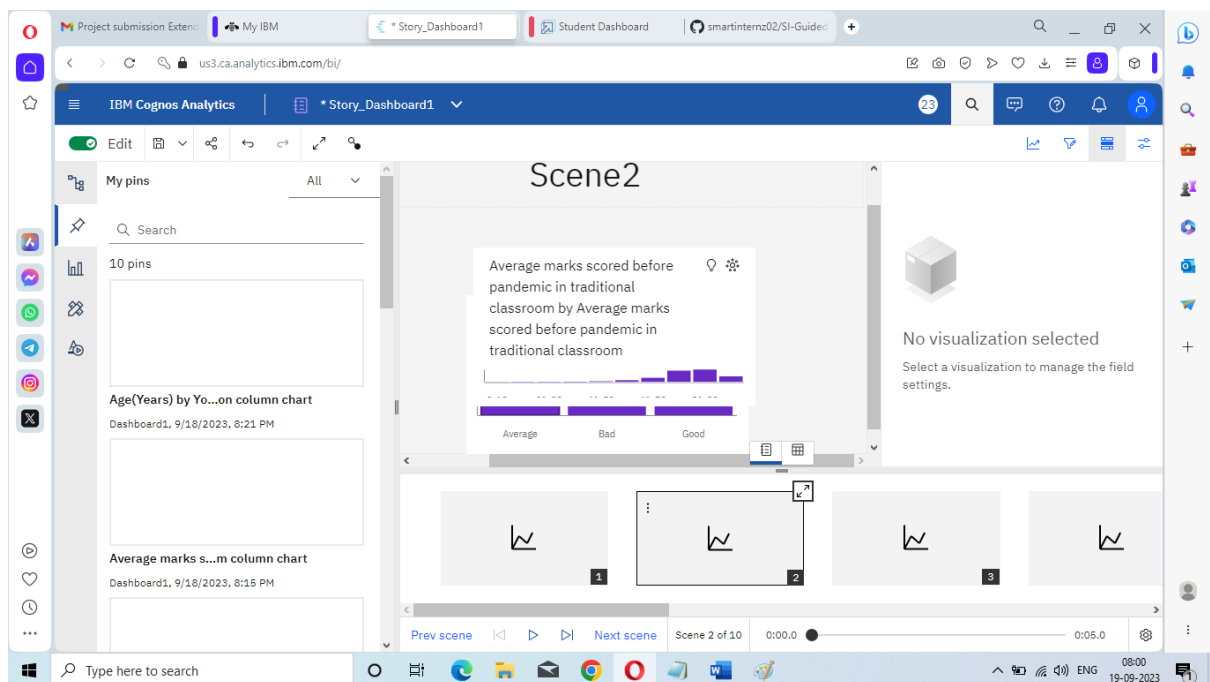 Project submission Extend
My IBM
* Story_Dashboard1
Student Dashboard
smartinternz02/SI-Guided
us3.ca.analytics.ibm.com/bi/
IBM Cognos Analytics
* Story_Dashboard1
23
Edit
My pins
All
Search
10 pins
Age(Years) by Yo...on column chart
Dashboard1, 9/18/2023, 8:21 PM
Average marks s...m column chart
Dashboard1, 9/18/2023, 8:15 PM
Scene2
Average marks scored before
pandemic in traditional
classroom by Average marks
scored before pandemic in
traditional classroom
Average Bad Good
No visualization selected
Select a visualization to manage the field
settings.
1
2
3
Prev scene
Next scene
Scene 2 of 10
0:00.0
0:05.0
Type here to search
ENG
08:00
19-09-2023